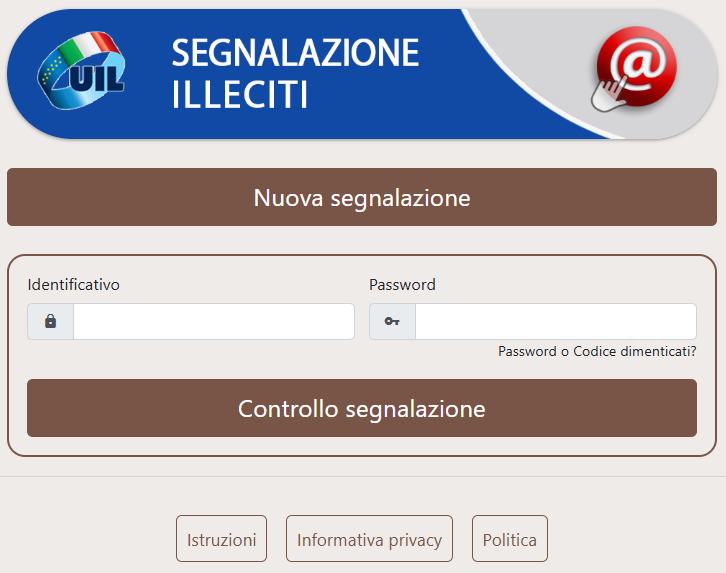 UIL
SEGNALAZIONE
ILLECITI
@
Nuova segnalazione
Identificativo
Password
Password o Codice dimenticati?
Controllo segnalazione
Istruzioni
Informativa privacy
Politica